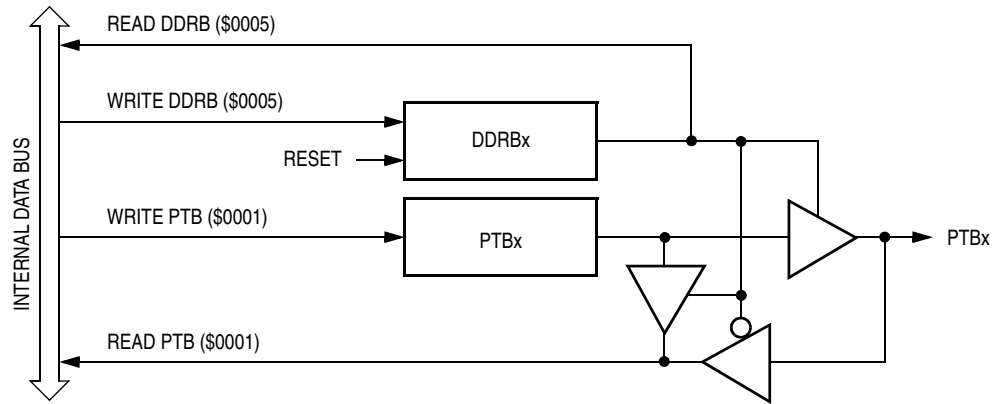 READ DDRB ($0005)
WRITE DDRB ($0005)
DDRBx
RESET
WRITE PTB ($0001)
PTBx
PTBx
INTERNAL DATA BUS
READ PTB ($0001)